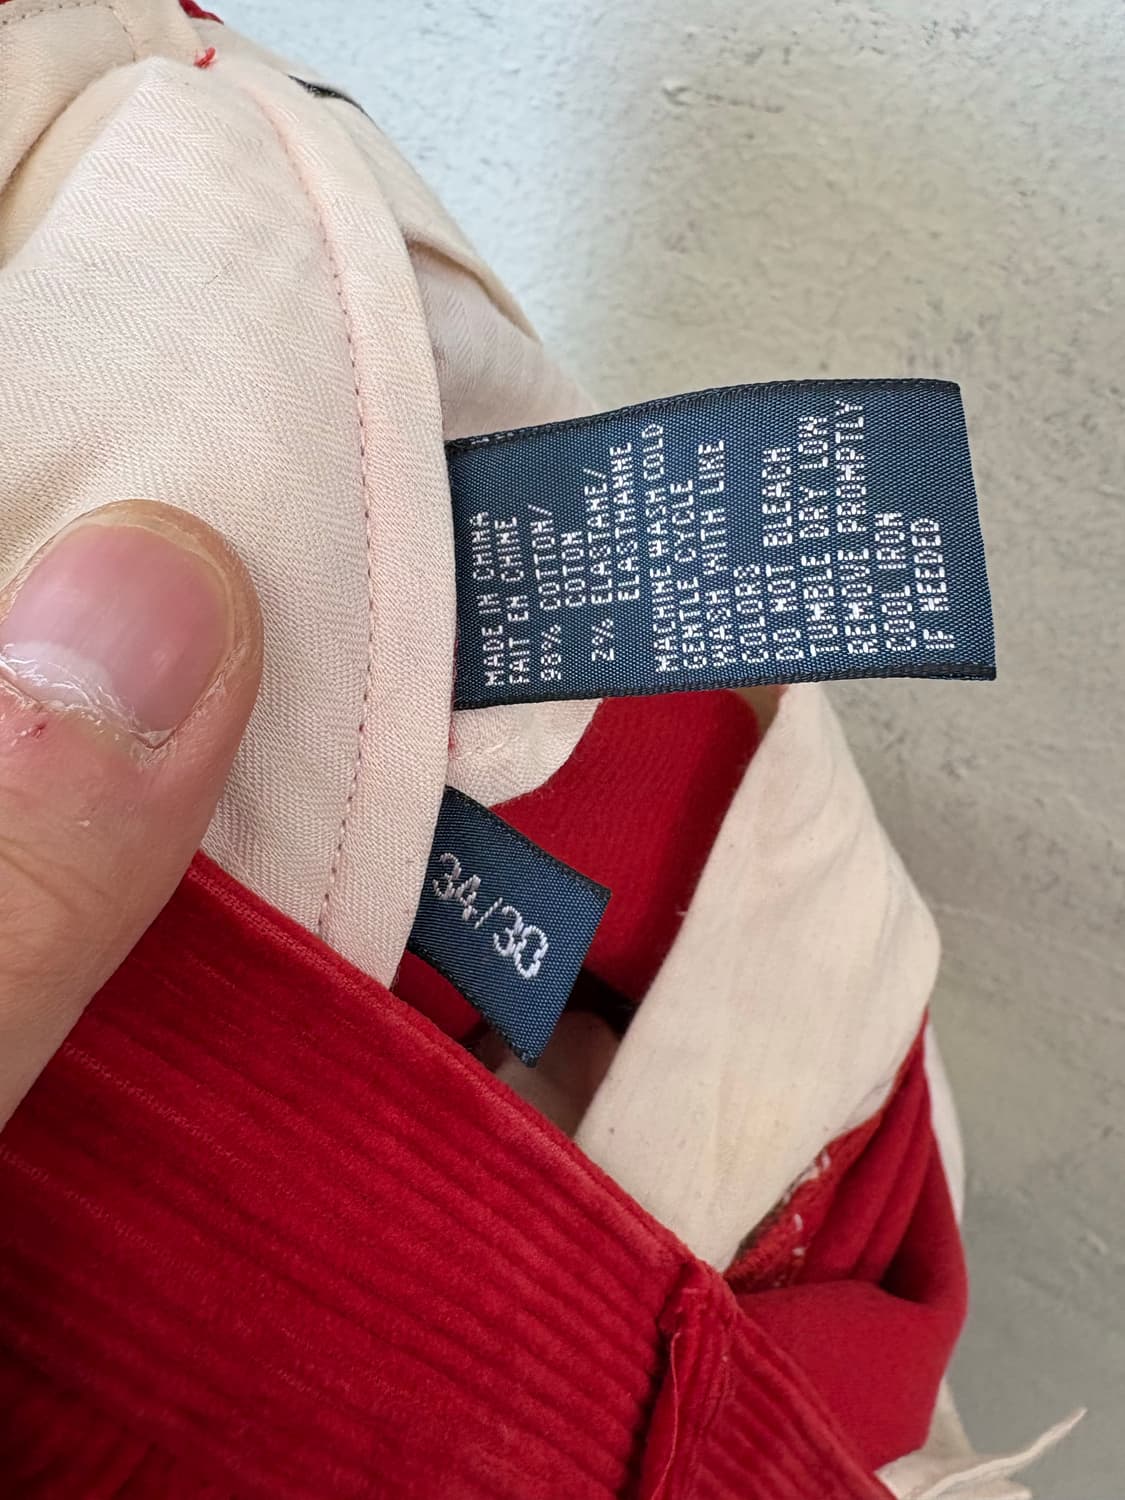 MADE IN CHINA
FAIT EN CHINE
98% COTTON/
COTON
2% ELASTANE/
ELASTHANNE
MACHINE WASH COLD
GENTLE CYCLE
WASH WITH LIKE
COLORS
DO NOT BLEACH
TUMBLE DRY LOW
REMOVE PROMPTLY
COOL IRON
IF NEEDED
34/30